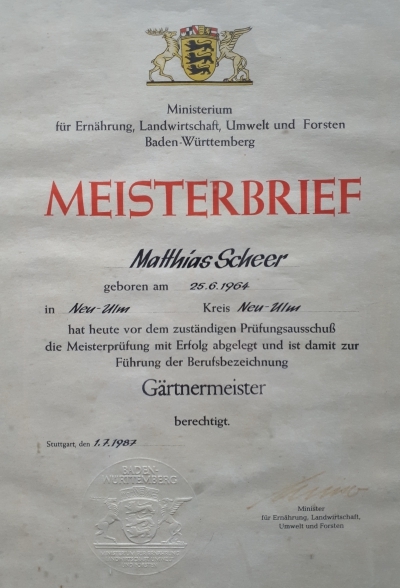 Ministerium
für Ernährung, Landwirtschaft, Umwelt und Forsten
Baden-Württemberg
MEISTERBRIEF
Matthias Scheer
geboren am 25.6.1964
in Neu-Ulm Kreis Neu-Ulm
hat heute vor dem zuständigen Prüfungsausschuß
die Meisterprüfung mit Erfolg abgelegt und ist damit zur
Führung der Berufsbezeichnung
Gärtnermeister
berechtigt.
Stuttgart, den 1.7.1987
BADEN-
WÜRTTEMBERG
Minister
für Ernährung, Landwirtschaft,
Umwelt und Forsten